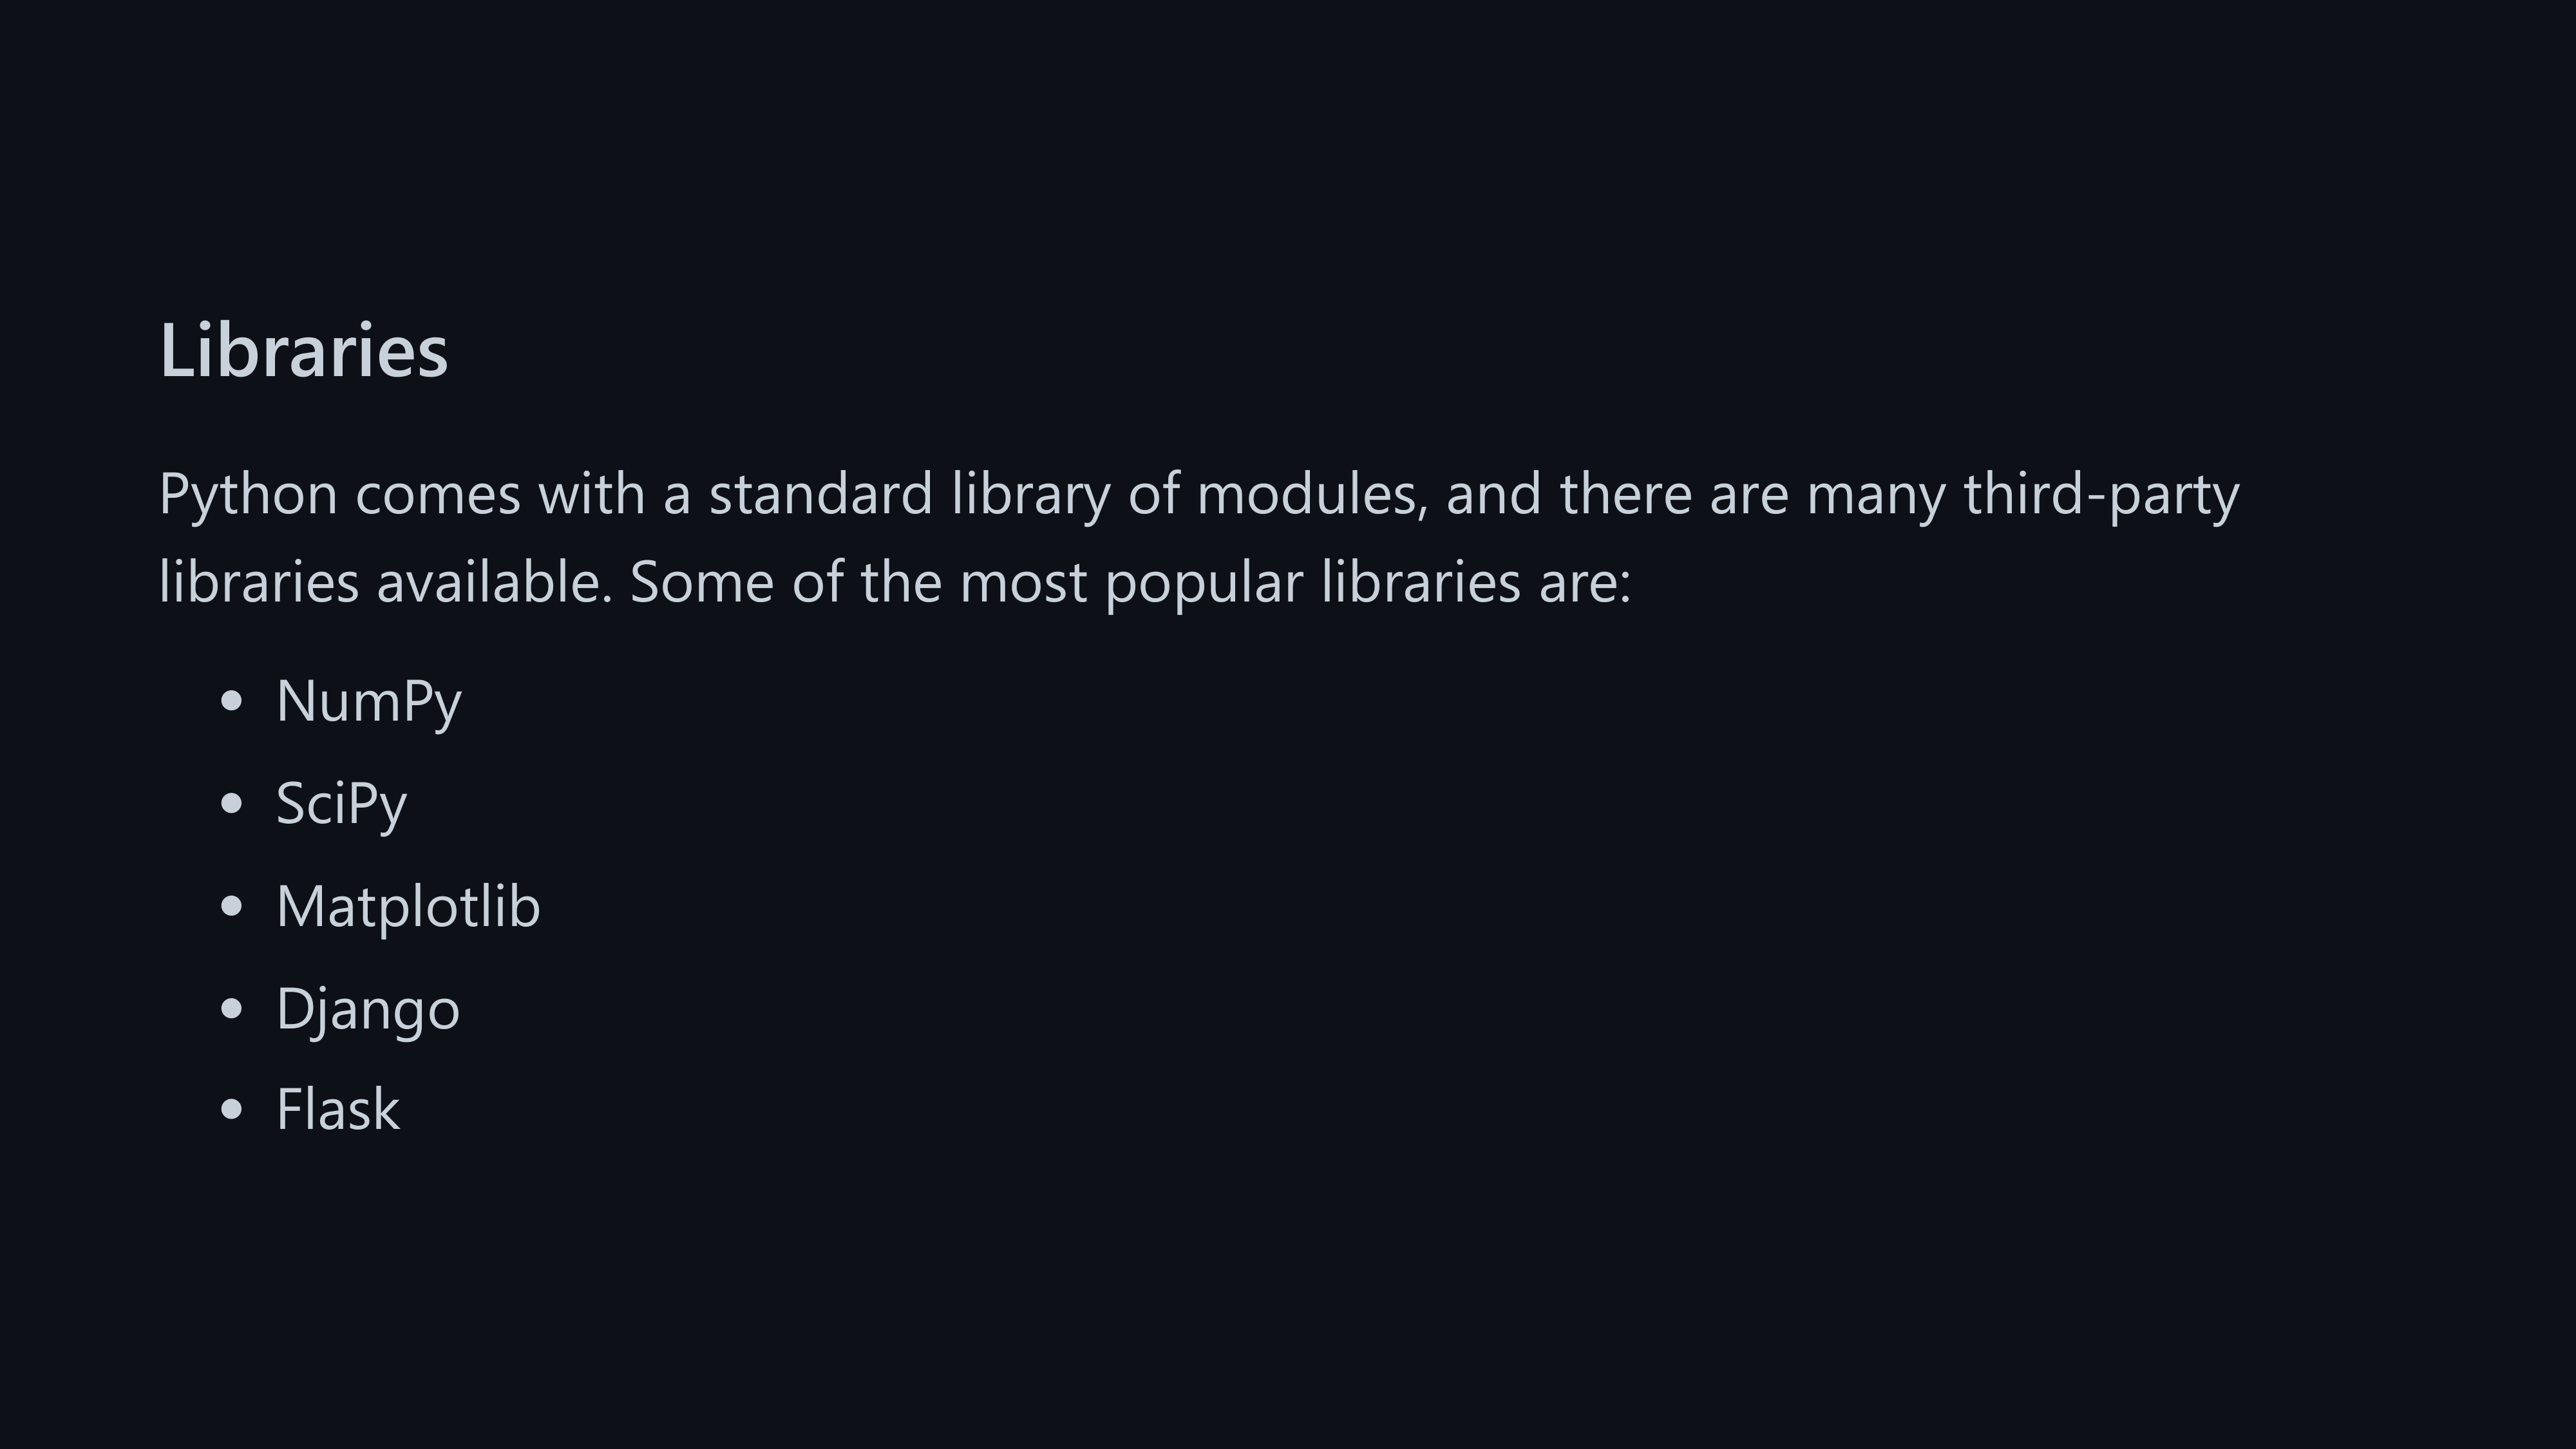 Libraries
Python comes with a standard library of modules, and there are many third-party
libraries available. Some of the most popular libraries are:
• NumPy
• SciPy
• Matplotlib
• Django
• Flask